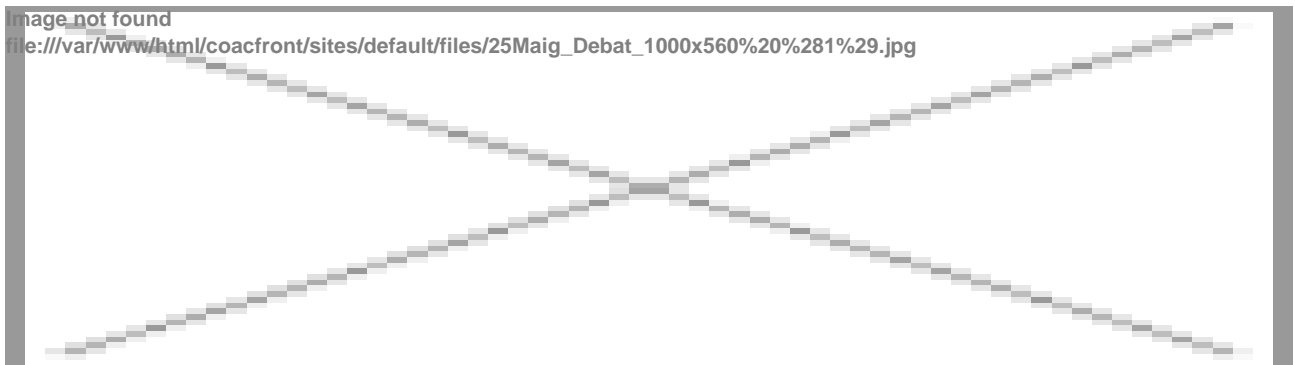 Image not found
file:///var/www/html/coacfront/sites/default/files/25Maig_Debat_1000x560%20%281%29.jpg